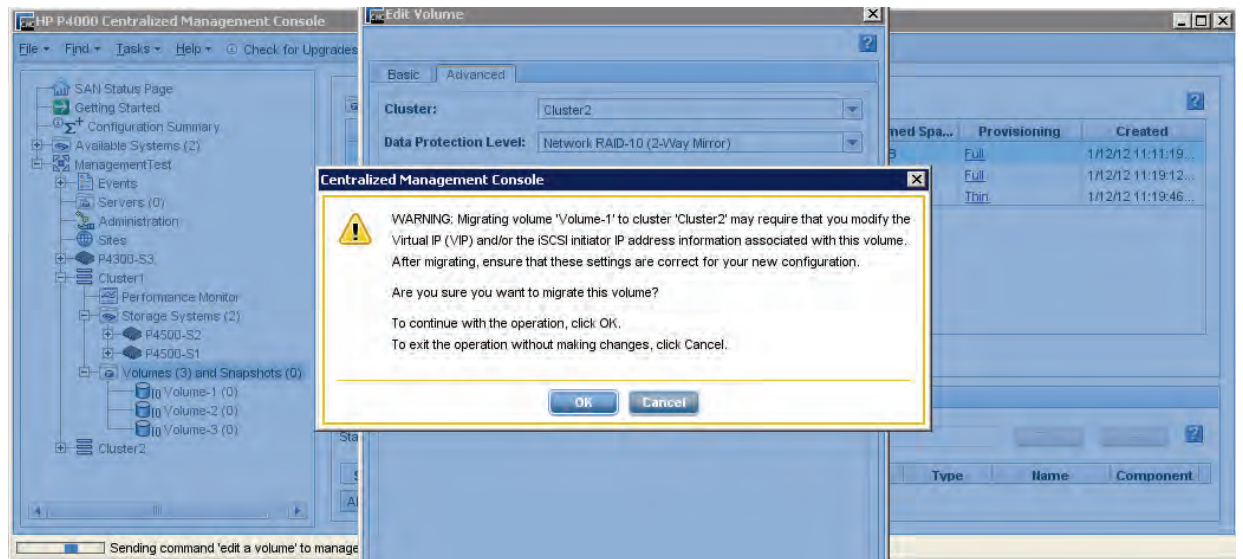 HP P4000 Centralized Management Console
File Find Tasks Help Check for Upgrades
SAN Status Page
Getting Started
Configuration Summary
Available Systems (2)
ManagementTest
Events
Servers (0)
Administration
Sites
P4300-S3
Cluster1
Performance Monitor
Storage Systems (2)
P4500-S2
P4500-S1
Volumes (3) and Snapshots (0)
Volume-1 (0)
Volume-2 (0)
Volume-3 (0)
Cluster2
Sending command 'edit a volume' to manage
Edit Volume
Basic Advanced
Cluster: Cluster2
Data Protection Level: Network RAID-10 (2-Way Mirror)
Centralized Management Console
WARNING: Migrating volume 'Volume-1' to cluster 'Cluster2' may require that you modify the
Virtual IP (VIP) and/or the iSCSI initiator IP address information associated with this volume.
After migrating, ensure that these settings are correct for your new configuration.
Are you sure you want to migrate this volume?
To continue with the operation, click OK.
To exit the operation without making changes, click Cancel.
OK Cancel
ned Spa... Provisioning Created
B Full 1/12/12 11:11:19...
Full 1/12/12 11:19:12...
Thin 1/12/12 11:19:46...
Sta
Type Name Component